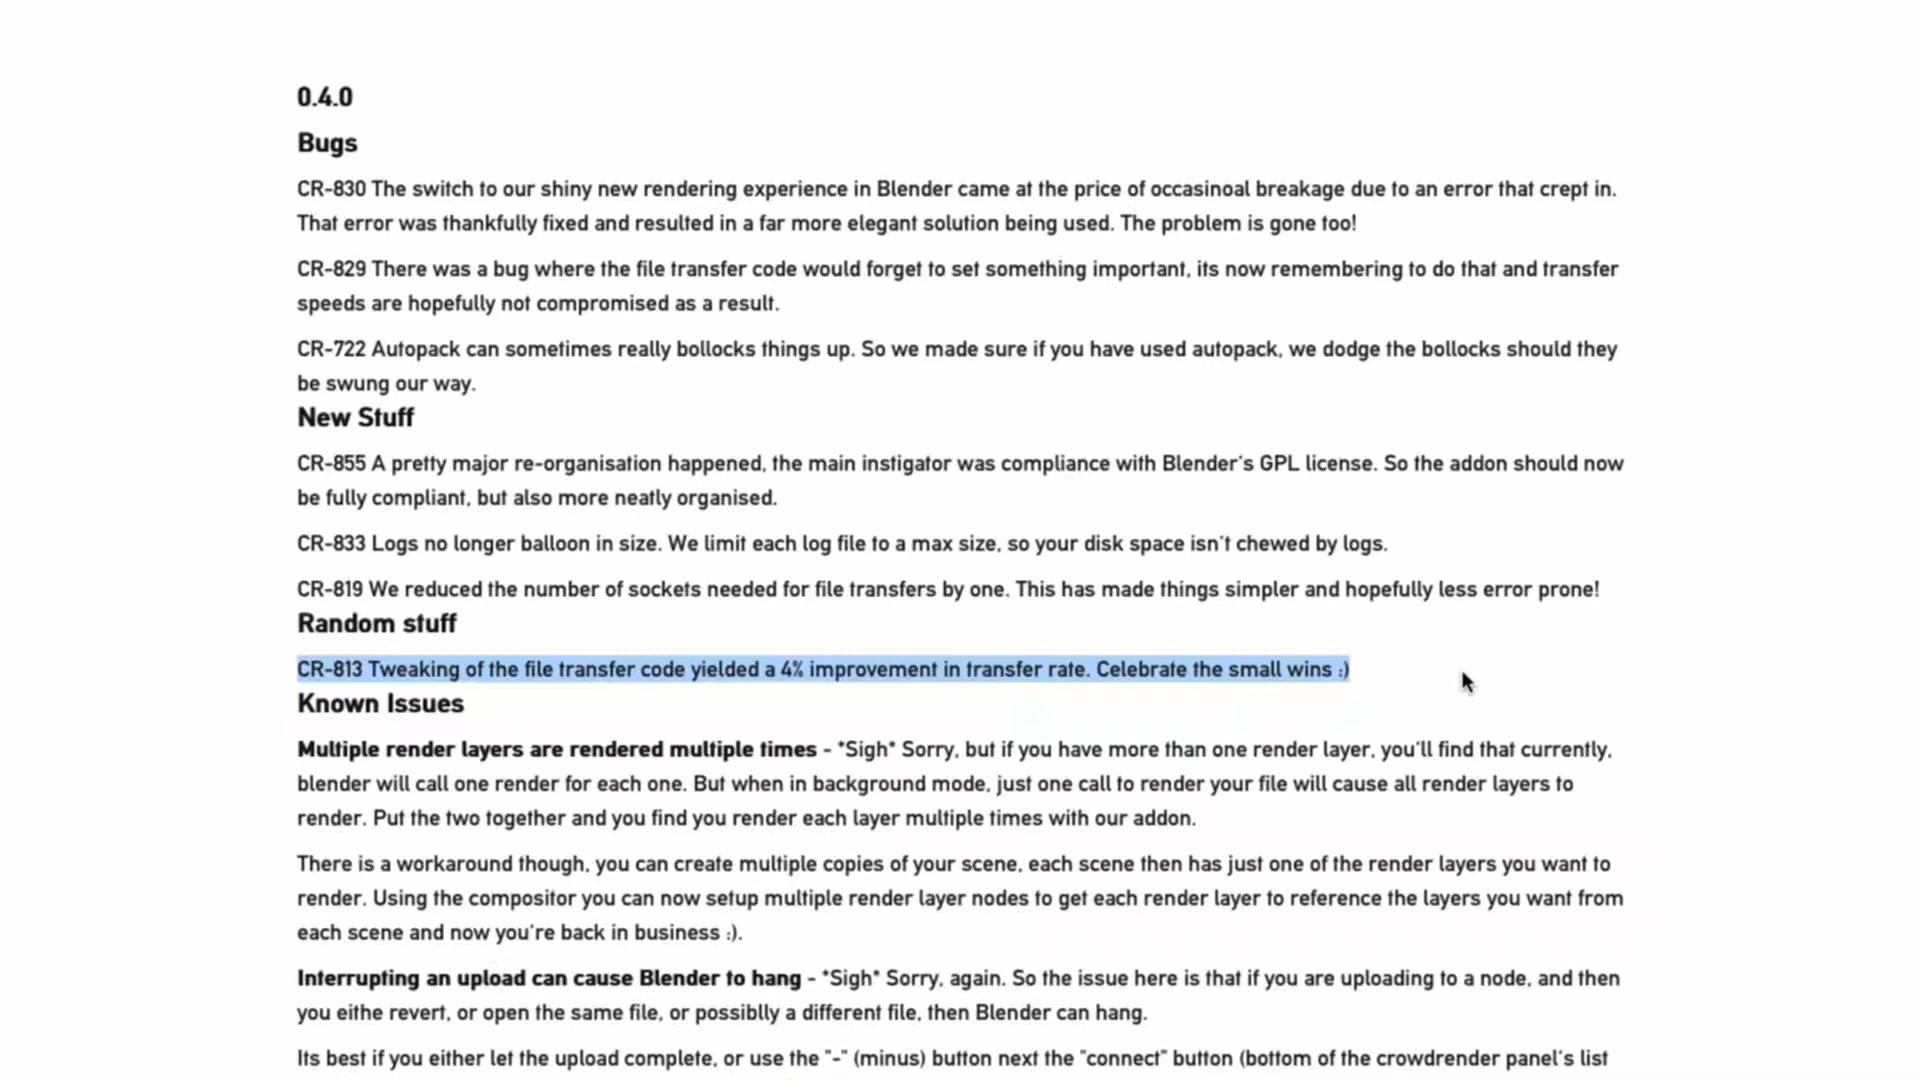 0.4.0
Bugs
CR-830 The switch to our shiny new rendering experience in Blender came at the price of occasinoal breakage due to an error that crept in.
That error was thankfully fixed and resulted in a far more elegant solution being used. The problem is gone too!
CR-829 There was a bug where the file transfer code would forget to set something important, its now remembering to do that and transfer
speeds are hopefully not compromised as a result.
CR-722 Autopack can sometimes really bollocks things up. So we made sure if you have used autopack, we dodge the bollocks should they
be swung our way.
New Stuff
CR-855 A pretty major re-organisation happened, the main instigator was compliance with Blender's GPL license. So the addon should now
be fully compliant, but also more neatly organised.
CR-833 Logs no longer balloon in size. We limit each log file to a max size, so your disk space isn't chewed by logs.
CR-819 We reduced the number of sockets needed for file transfers by one. This has made things simpler and hopefully less error prone!
Random stuff
CR-813 Tweaking of the file transfer code yielded a 4% improvement in transfer rate. Celebrate the small wins :)
Known Issues
Multiple render layers are rendered multiple times - *Sigh* Sorry, but if you have more than one render layer, you'll find that currently,
blender will call one render for each one. But when in background mode, just one call to render your file will cause all render layers to
render. Put the two together and you find you render each layer multiple times with our addon.
There is a workaround though, you can create multiple copies of your scene, each scene then has just one of the render layers you want to
render. Using the compositor you can now setup multiple render layer nodes to get each render layer to reference the layers you want from
each scene and now you're back in business :).
Interrupting an upload can cause Blender to hang - *Sigh* Sorry, again. So the issue here is that if you are uploading to a node, and then
you eithe revert, or open the same file, or possiblly a different file, then Blender can hang.
Its best if you either let the upload complete, or use the "-" (minus) button next the "connect" button (bottom of the crowdrender panel's list